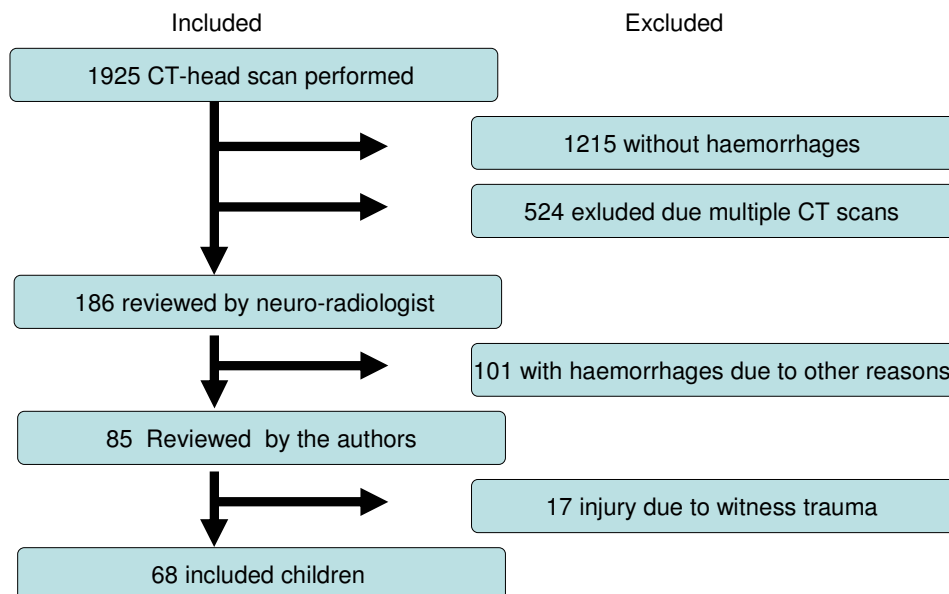 Included
Excluded
1925 CT-head scan performed
1215 without haemorrhages
524 exluded due multiple CT scans
186 reviewed by neuro-radiologist
101 with haemorrhages due to other reasons
85 Reviewed by the authors
17 injury due to witness trauma
68 included children